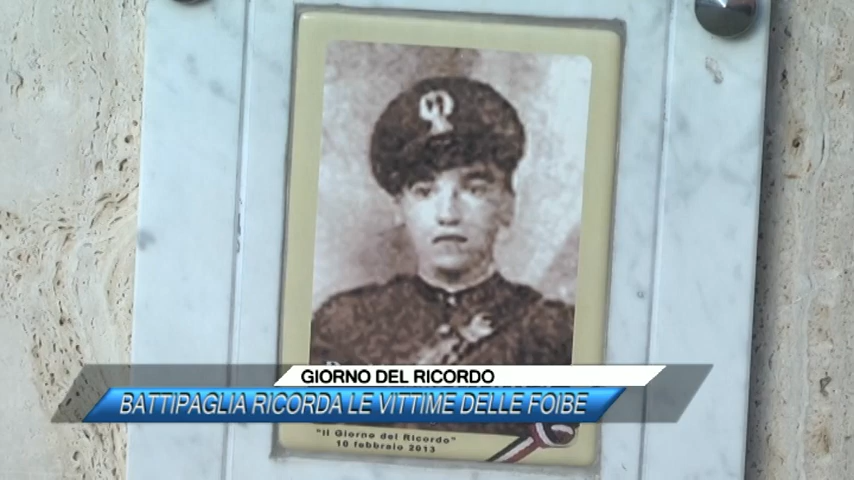 GIORNO DEL RICORDO
BATTIPAGLIA RICORDA LE VITTIME DELLE FOIBE
"Il Giorno del Ricordo"
10 febbraio 2013